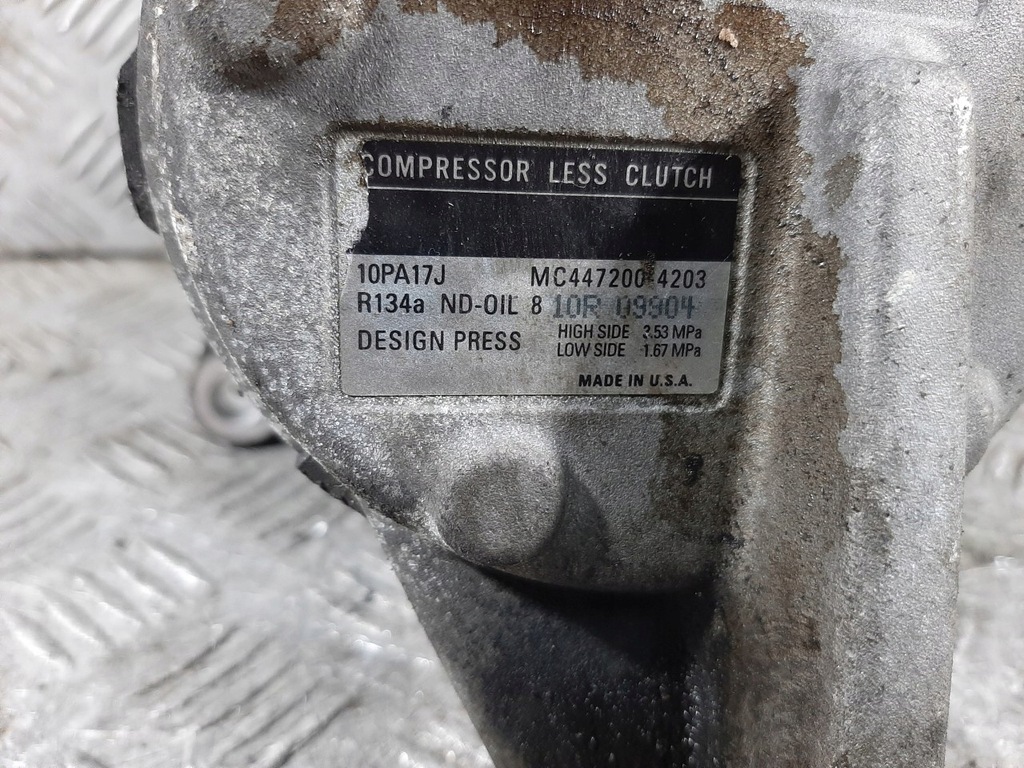 COMPRESSOR LESS CLUTCH
10PA17J MC447200-4203
R134a ND-OIL 8 10R 09904
DESIGN PRESS HIGH SIDE 3.53 MPa
LOW SIDE 1.67 MPa
MADE IN U.S.A.